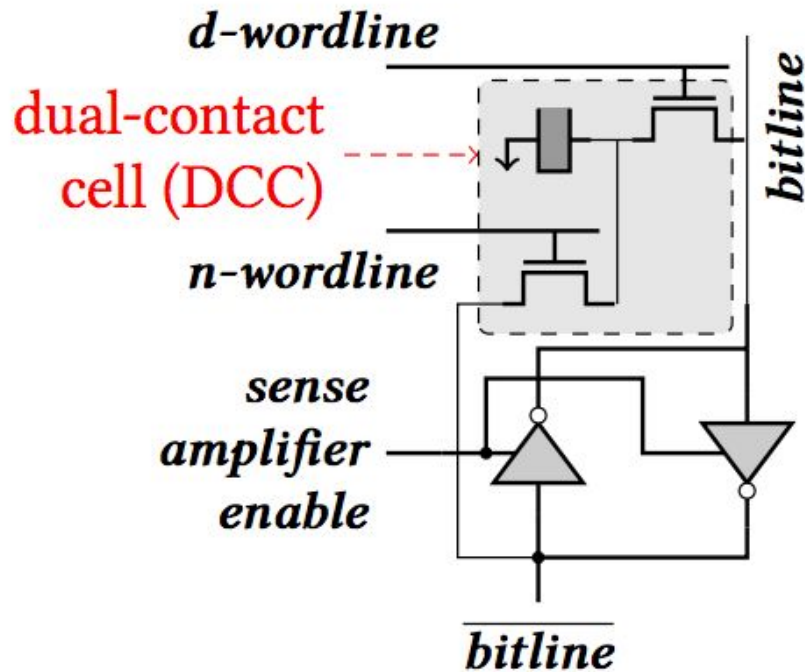 d-wordline
dual-contact
cell (DCC)
bitline
n-wordline
sense
amplifier
enable
bitline